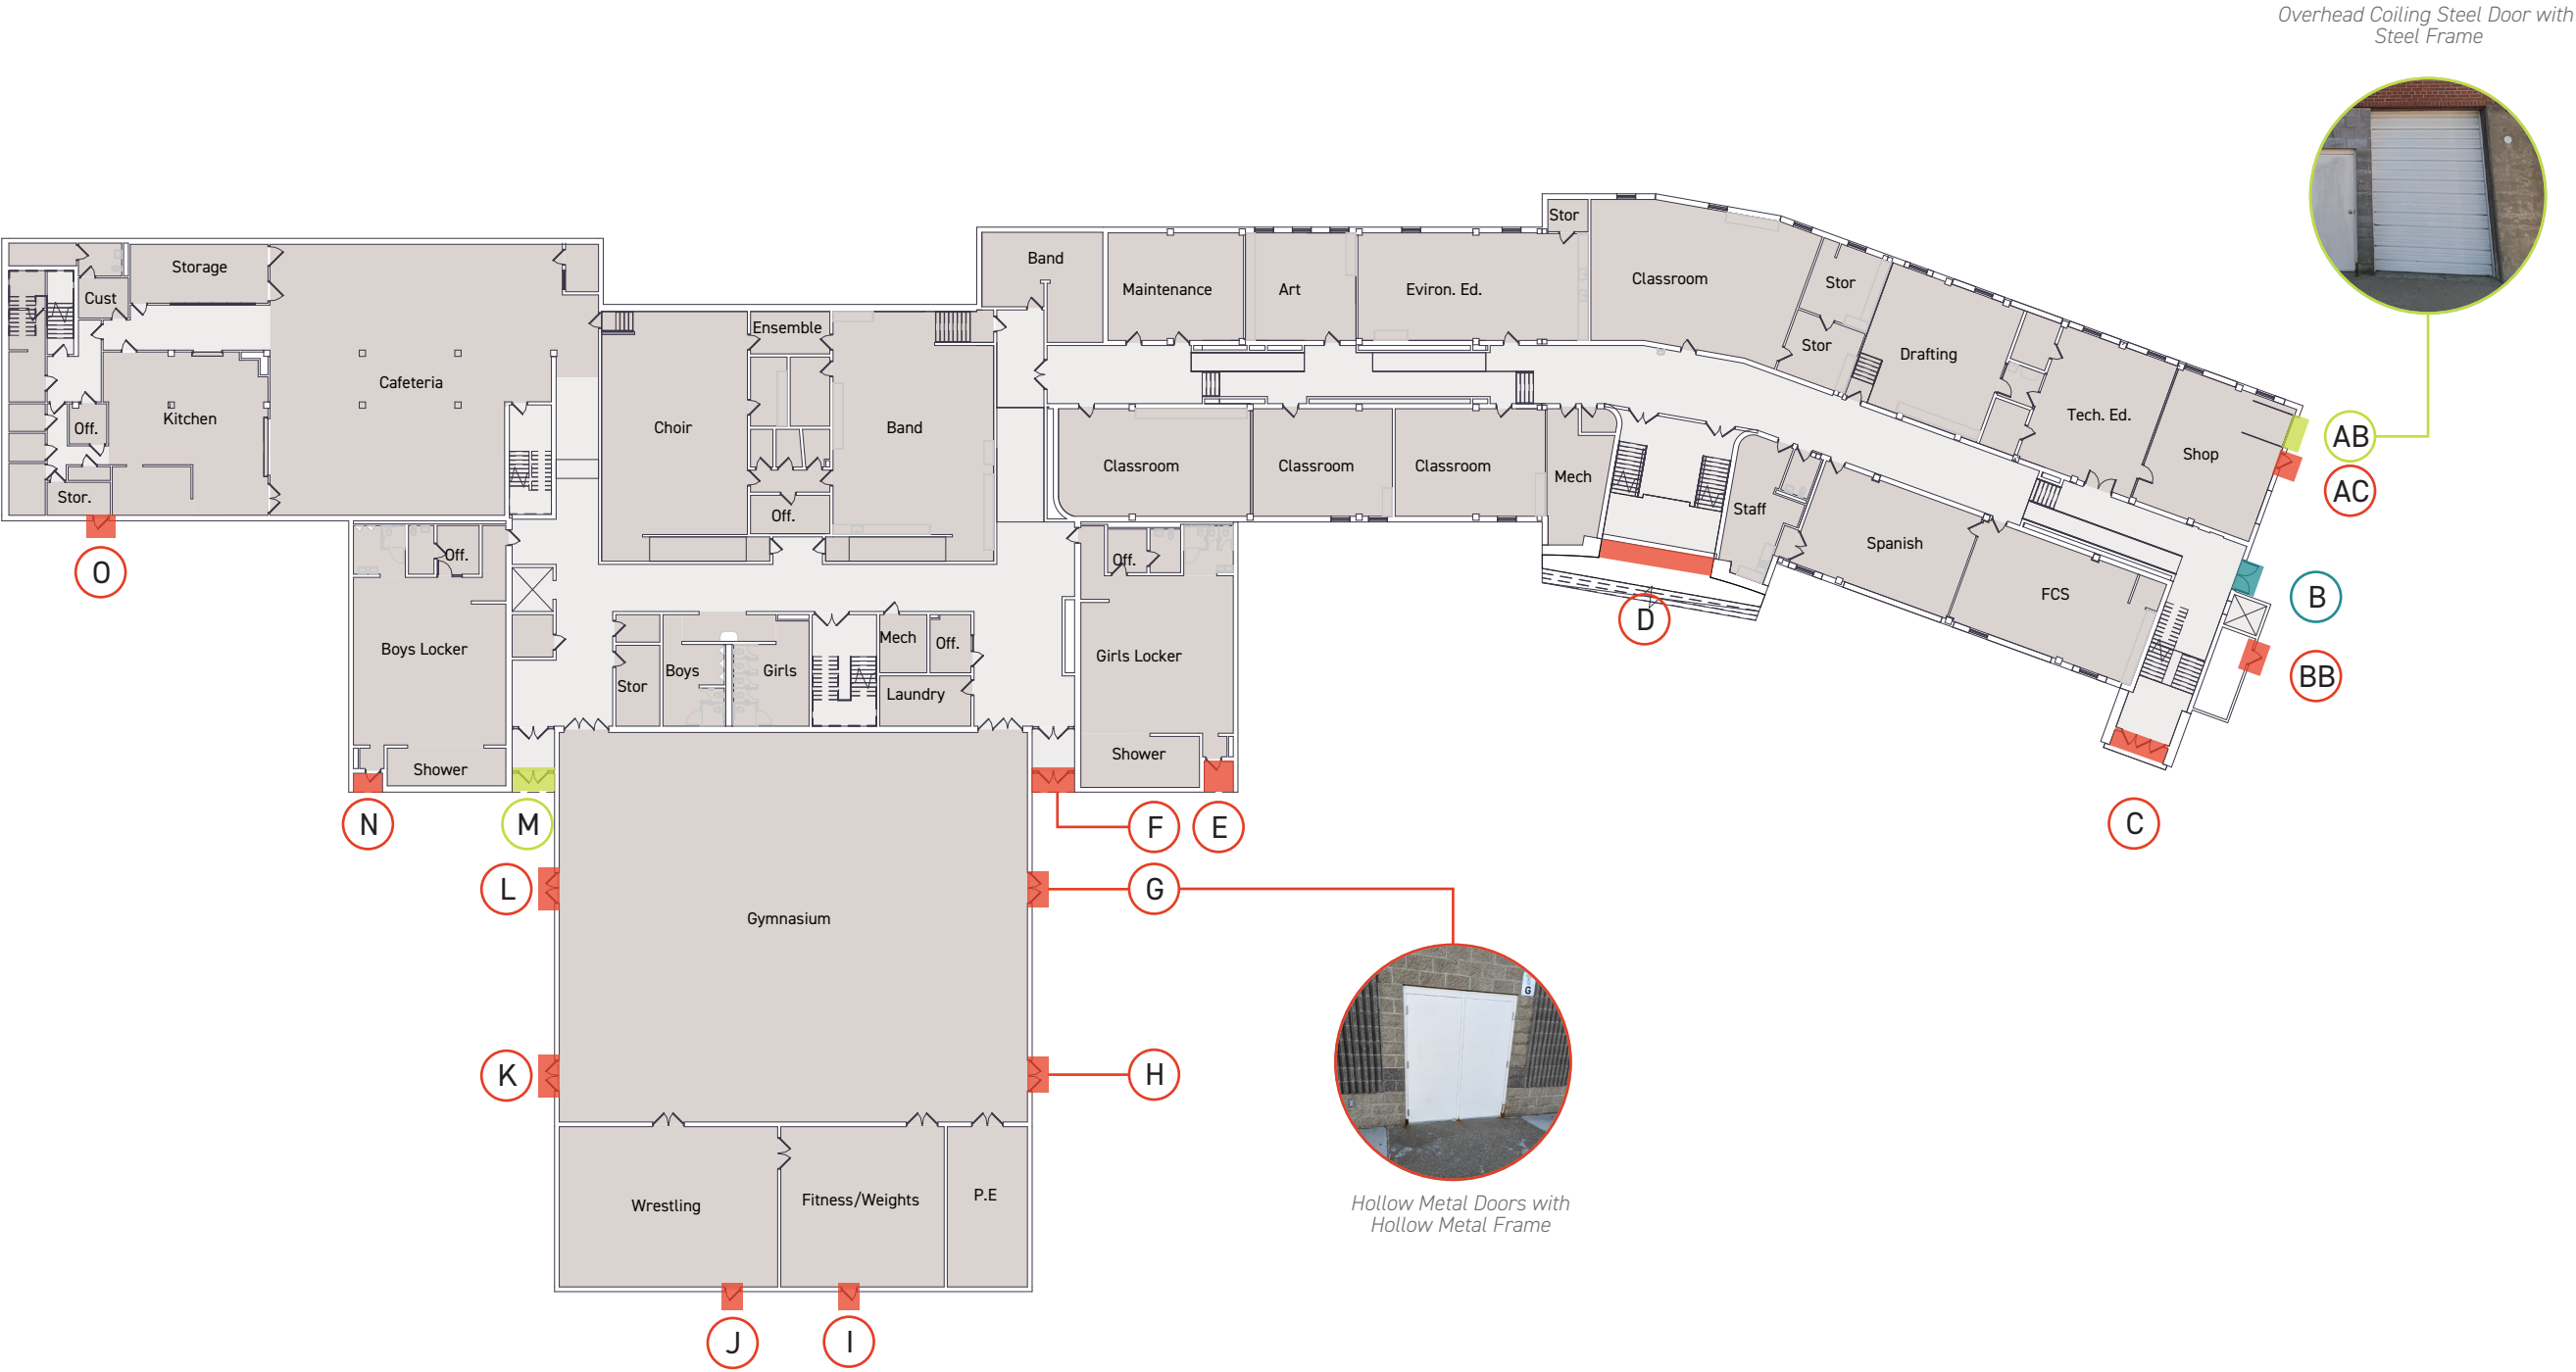 Overhead Coiling Steel Door with
Steel Frame
Stor
Band
Storage
Classroom
Stor
Maintenance
Art
Eviron. Ed.
Cust
Ensemble
Stor
Drafting
Cafeteria
Kitchen
Off.
Choir
Band
Tech. Ed.
AB
Shop
Classroom
Classroom
Classroom
Mech
AC
Stor.
Off.
Staff
Spanish
Off.
Off.
O
FCS
B
D
Boys Locker
Mech
Off.
Girls Locker
Boys
Girls
Stor
Laundry
BB
Shower
Shower
N
M
F
E
C
L
G
Gymnasium
G
K
H
Wrestling
Fitness/Weights
P.E
Hollow Metal Doors with
Hollow Metal Frame
J
I